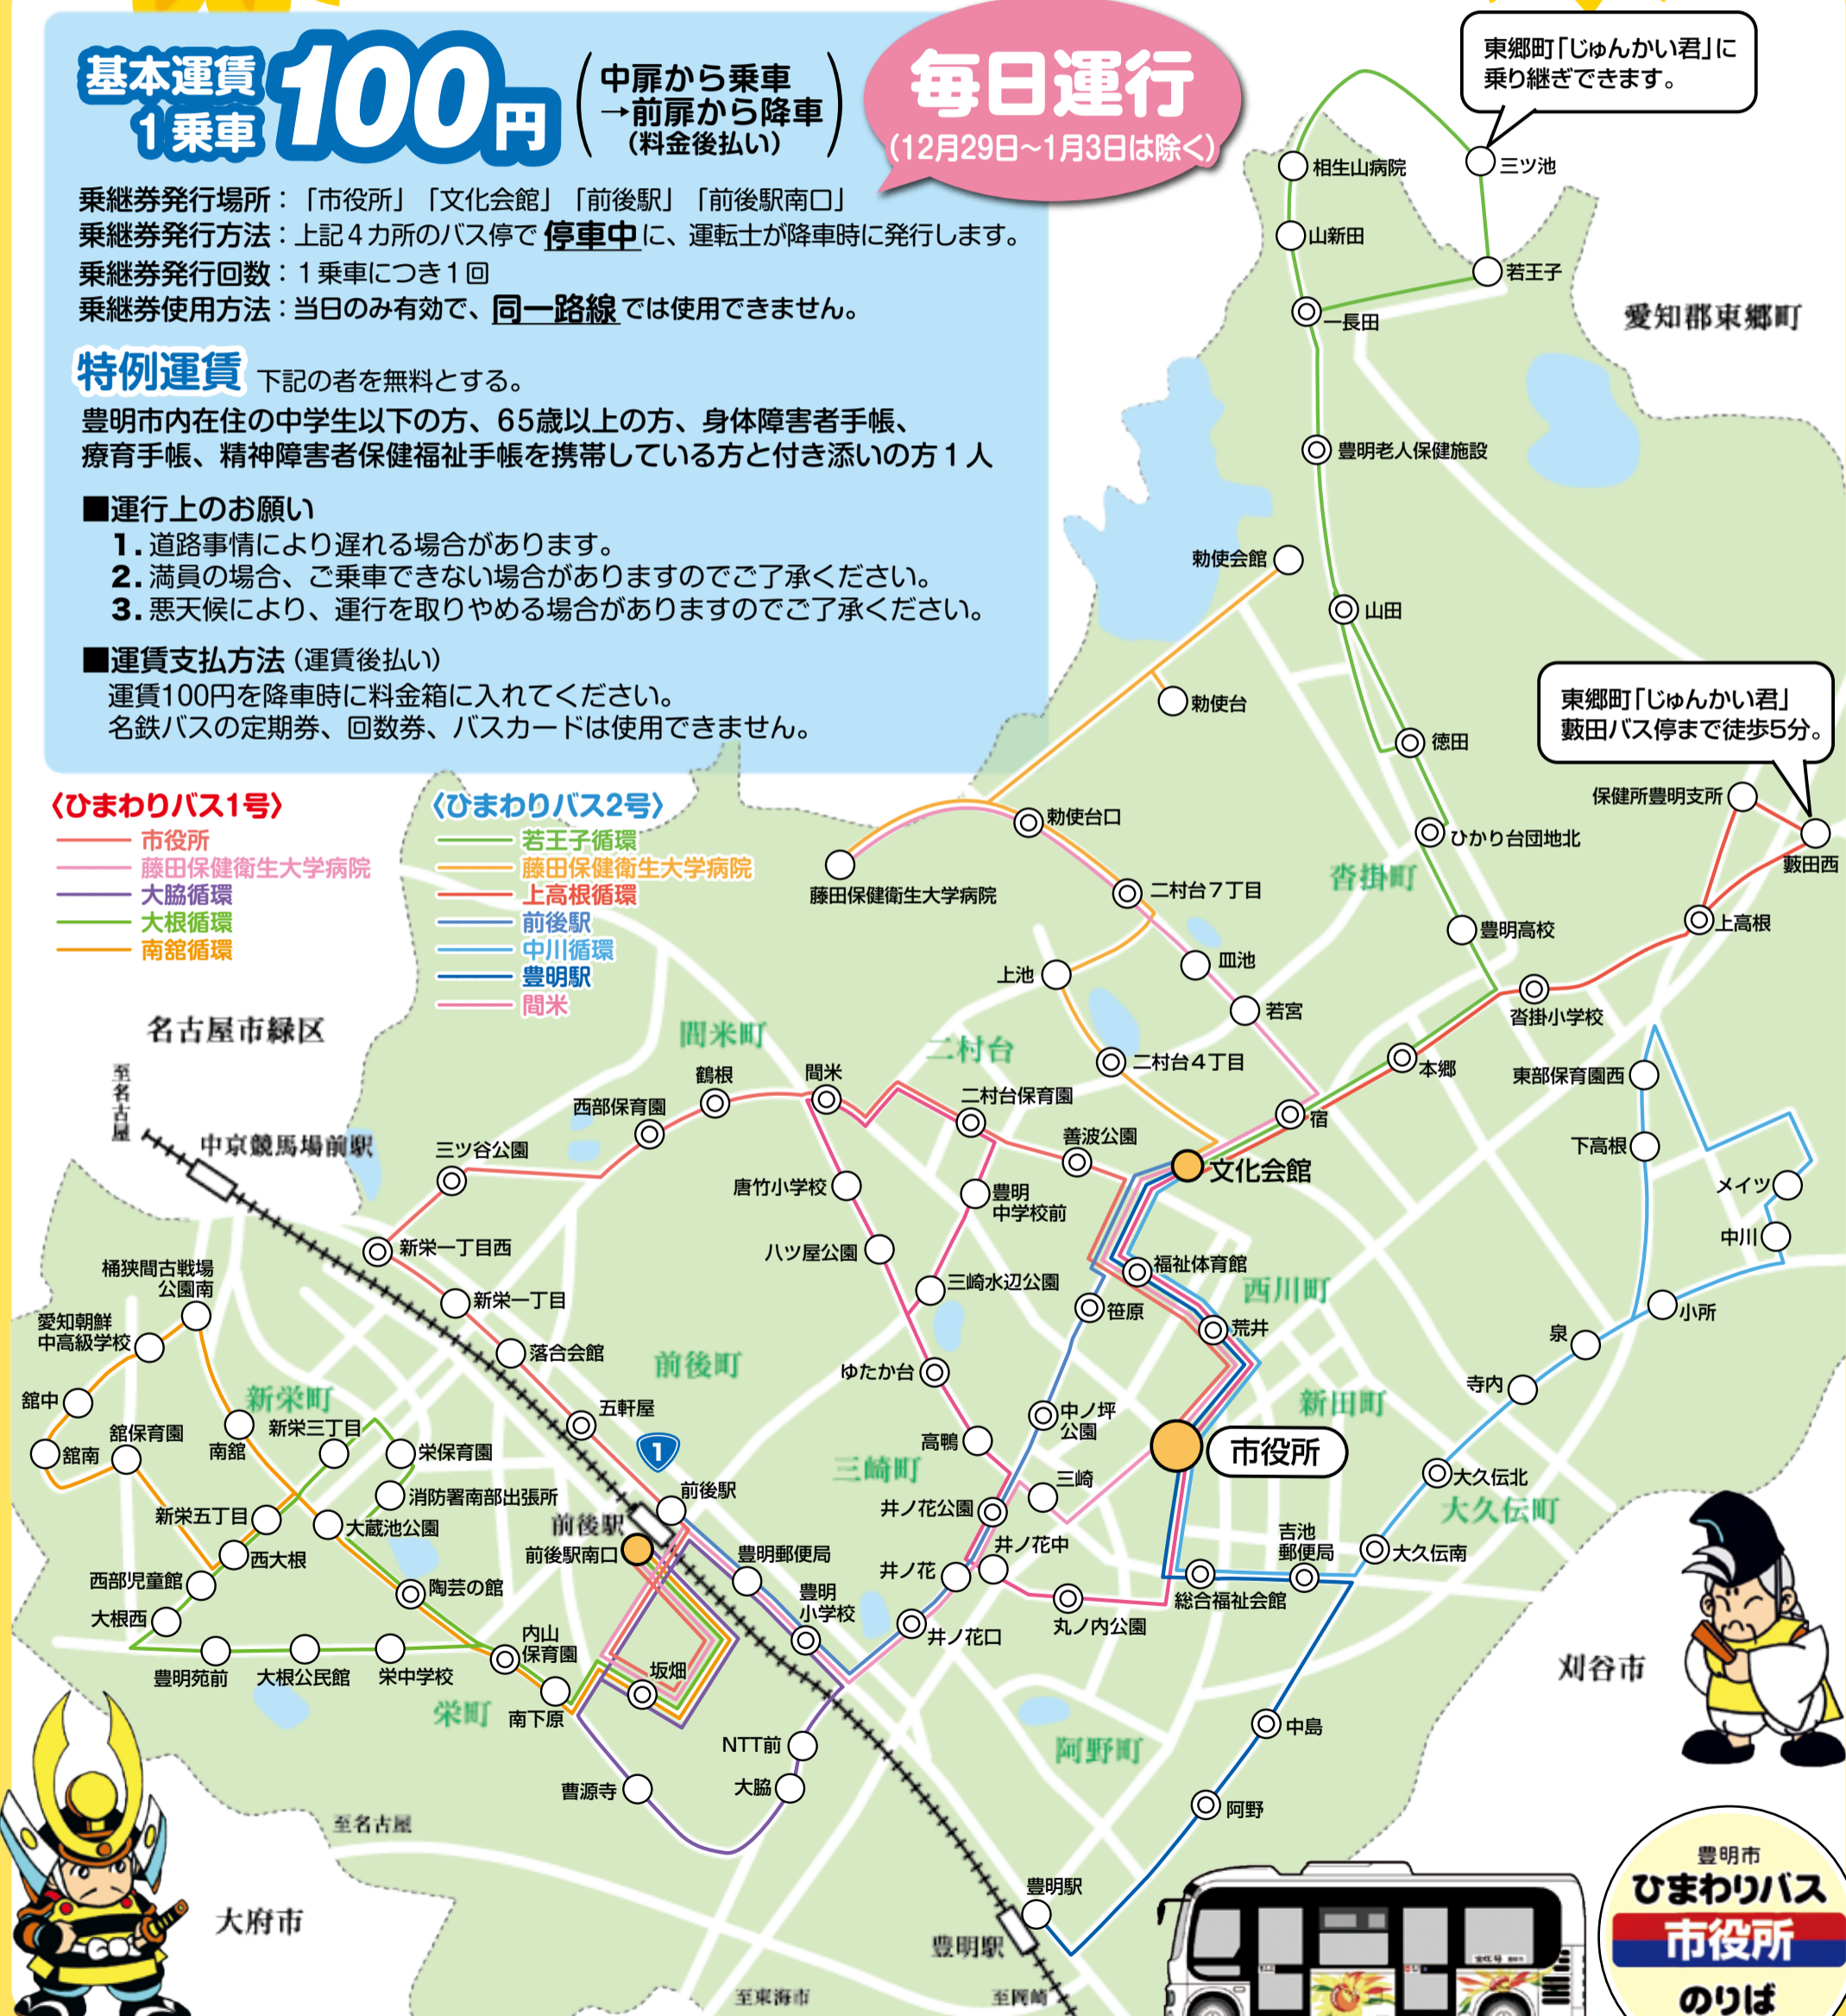 基本運賃
1乗車
100円
中扉から乗車
→前扉から降車
(料金後払い)
毎日運行
(12月29日～1月3日は除く)
乗継券発行場所：「市役所」「文化会館」「前後駅」「前後駅南口」
乗継券発行方法：上記４カ所のバス停で 停車中 に、運転士が降車時に発行します。
乗継券発行回数：１乗車につき１回
乗継券使用方法：当日のみ有効で、同一路線では使用できません。
特例運賃 下記の者を無料とする。
豊明市内在住の中学生以下の方、65歳以上の方、身体障害者手帳、
療育手帳、精神障害者保健福祉手帳を携帯している方と付き添いの方１人
■運行上のお願い
1.道路事情により遅れる場合があります。
2.満員の場合、ご乗車できない場合がありますのでご了承ください。
3.悪天候により、運行を取りやめる場合がありますのでご了承ください。
■運賃支払方法（運賃後払い）
運賃100円を降車時に料金箱に入れてください。
名鉄バスの定期券、回数券、バスカードは使用できません。
〈ひまわりバス1号〉
市役所
藤田保健衛生大学病院
大脇循環
大根循環
南舘循環
〈ひまわりバス2号〉
若王子循環
藤田保健衛生大学病院
上高根循環
前後駅
中川循環
豊明駅
間米
東郷町「じゅんかい君」に
乗り継ぎできます。
相生山病院
三ツ池
山新田
若王子
一長田
愛知郡東郷町
豊明老人保健施設
勅使会館
山田
勅使台
徳田
東郷町「じゅんかい君」
藪田バス停まで徒歩5分。
保健所豊明支所
藪田西
勅使台口
ひかり台団地北
藤田保健衛生大学病院
二村台７丁目
沓掛町
豊明高校
上高根
上池
皿池
若宮
沓掛小学校
名古屋市緑区
間米町
二村台
二村台４丁目
本郷
東部保育園西
至名古屋
中京競馬場前駅
鶴根
間米
西部保育園
二村台保育園
宿
三ツ谷公園
善波公園
文化会館
下高根
メイツ
唐竹小学校
豊明
中学校前
中川
新栄一丁目西
八ツ屋公園
福祉体育館
三崎水辺公園
西川町
桶狭間古戦場
公園南
新栄一丁目
笹原
荒井
小所
愛知朝鮮
中高級学校
落合会館
前後町
ゆたか台
泉
舘中
新栄町
新田町
寺内
舘保育園
南舘
新栄三丁目
栄保育園
五軒屋
中ノ坪
公園
高鴨
市役所
舘南
1
三崎町
三崎
大久伝北
消防署南部出張所
前後駅
井ノ花公園
大久伝町
新栄五丁目
大蔵池公園
前後駅
前後駅南口
豊明郵便局
井ノ花中
吉池
郵便局
大久伝南
西大根
井ノ花
西部児童館
陶芸の館
豊明
小学校
総合福祉会館
大根西
井ノ花口
丸ノ内公園
内山
保育園
豊明苑前
大根公民館
栄中学校
坂畑
刈谷市
栄町
南下原
中島
NTT前
阿野町
曹源寺
大脇
阿野
至名古屋
豊明駅
大府市
豊明駅
至東海市
至岡崎
豊明市
ひまわりバス
市役所
のりば